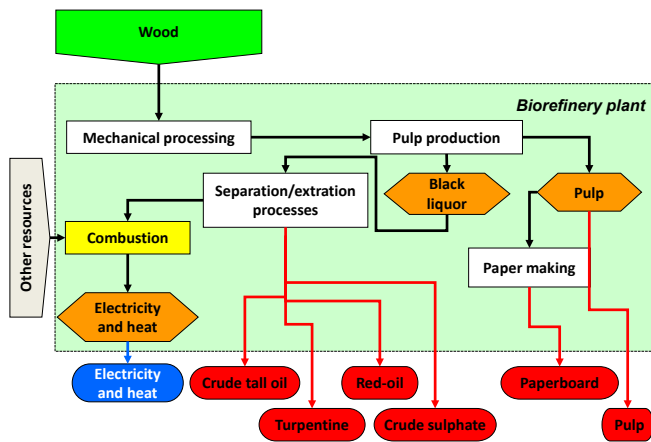 Wood
Biorefinery plant
Mechanical processing
Pulp production
Other resources
Separation/extration
processes
Black
liquor
Pulp
Combustion
Paper making
Electricity
and heat
Electricity
and heat
Crude tall oil
Red-oil
Paperboard
Turpentine
Crude sulphate
Pulp